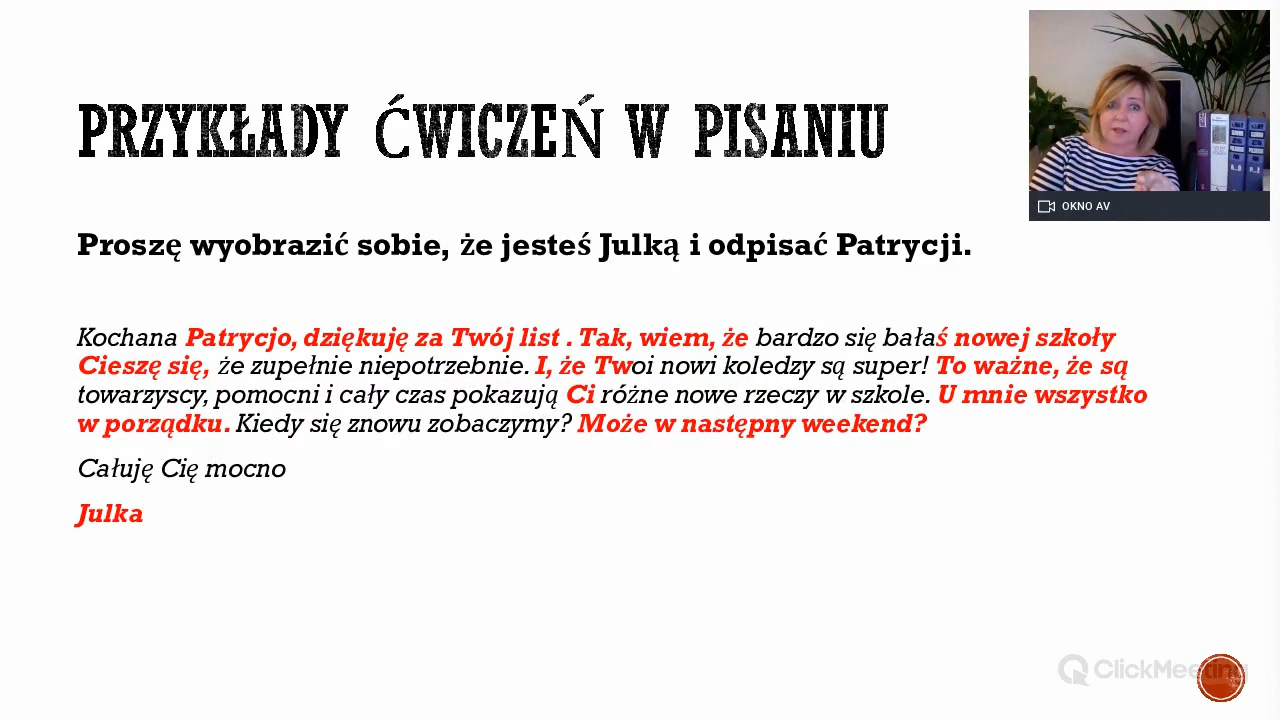 PRZYKŁADY ĆWICZEŃ W PISANIU
OKNO AV
Proszę wyobrazić sobie, że jesteś Julką i odpisać Patrycji.
Kochana Patrycjo, dziękuję za Twój list . Tak, wiem, że bardzo się bałaś nowej szkoły
Cieszę się, że zupełnie niepotrzebnie. I, że Twoi nowi koledzy są super! To ważne, że są
towarzyscy, pomocni i cały czas pokazują Ci różne nowe rzeczy w szkole. U mnie wszystko
w porządku. Kiedy się znowu zobaczymy? Może w następny weekend?
Całuję Cię mocno
Julka
ClickMeeting